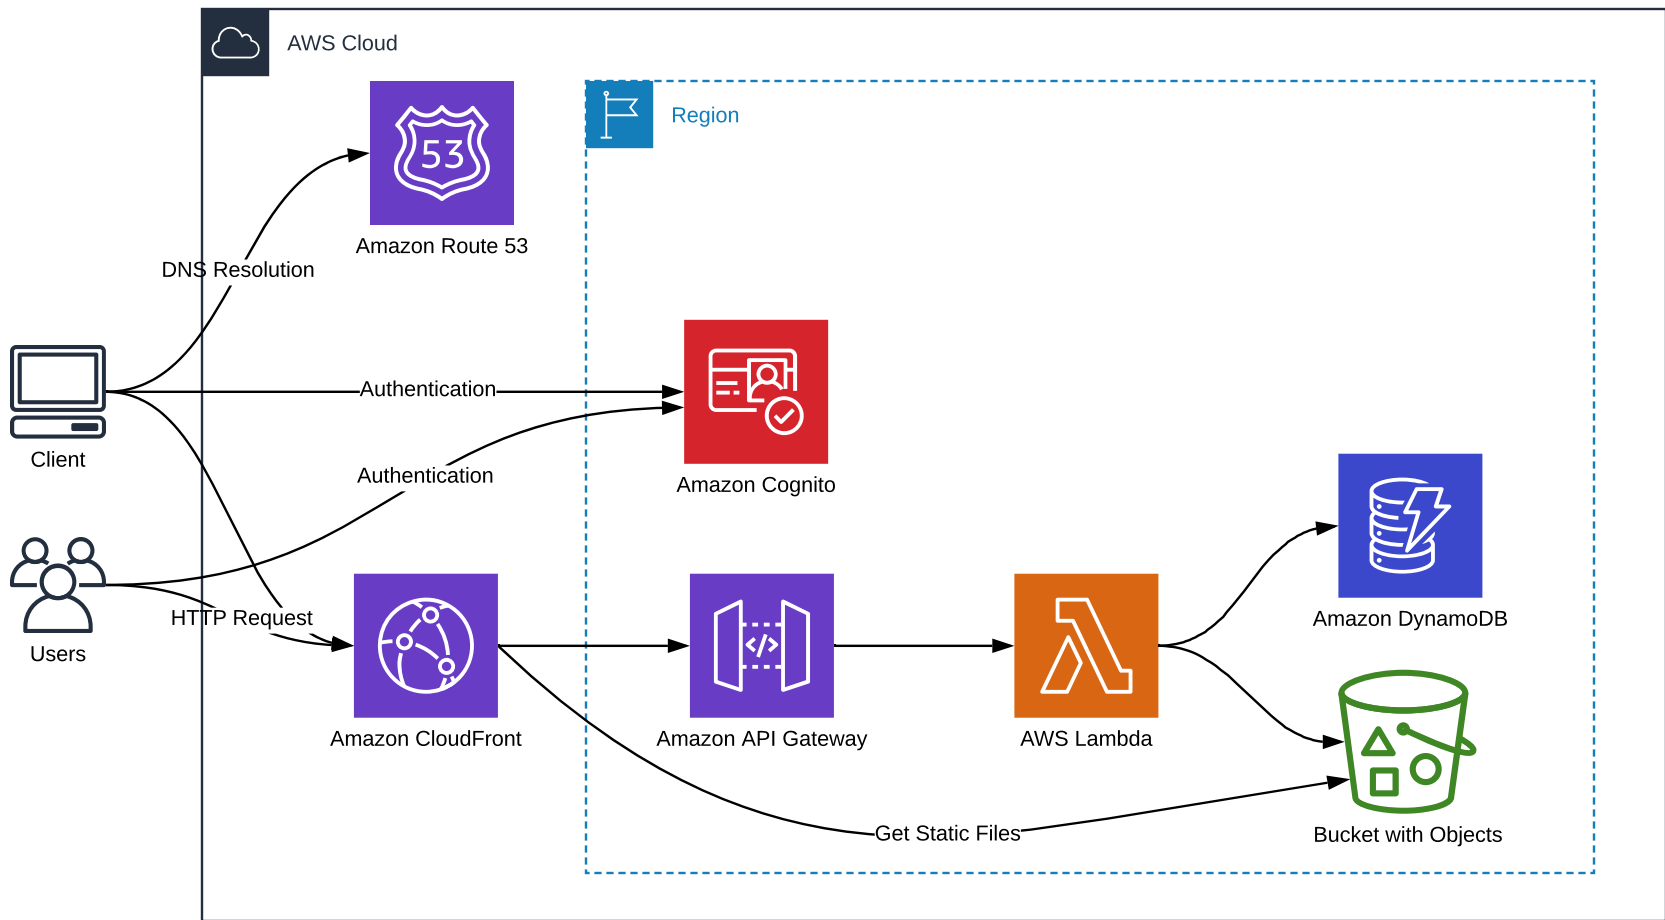 AWS Cloud
Region
53
Amazon Route 53
DNS Resolution
Authentication
Client
Authentication
Amazon Cognito
HTTP Request
Users
Amazon DynamoDB
Amazon CloudFront
Amazon API Gateway
AWS Lambda
Get Static Files
Bucket with Objects